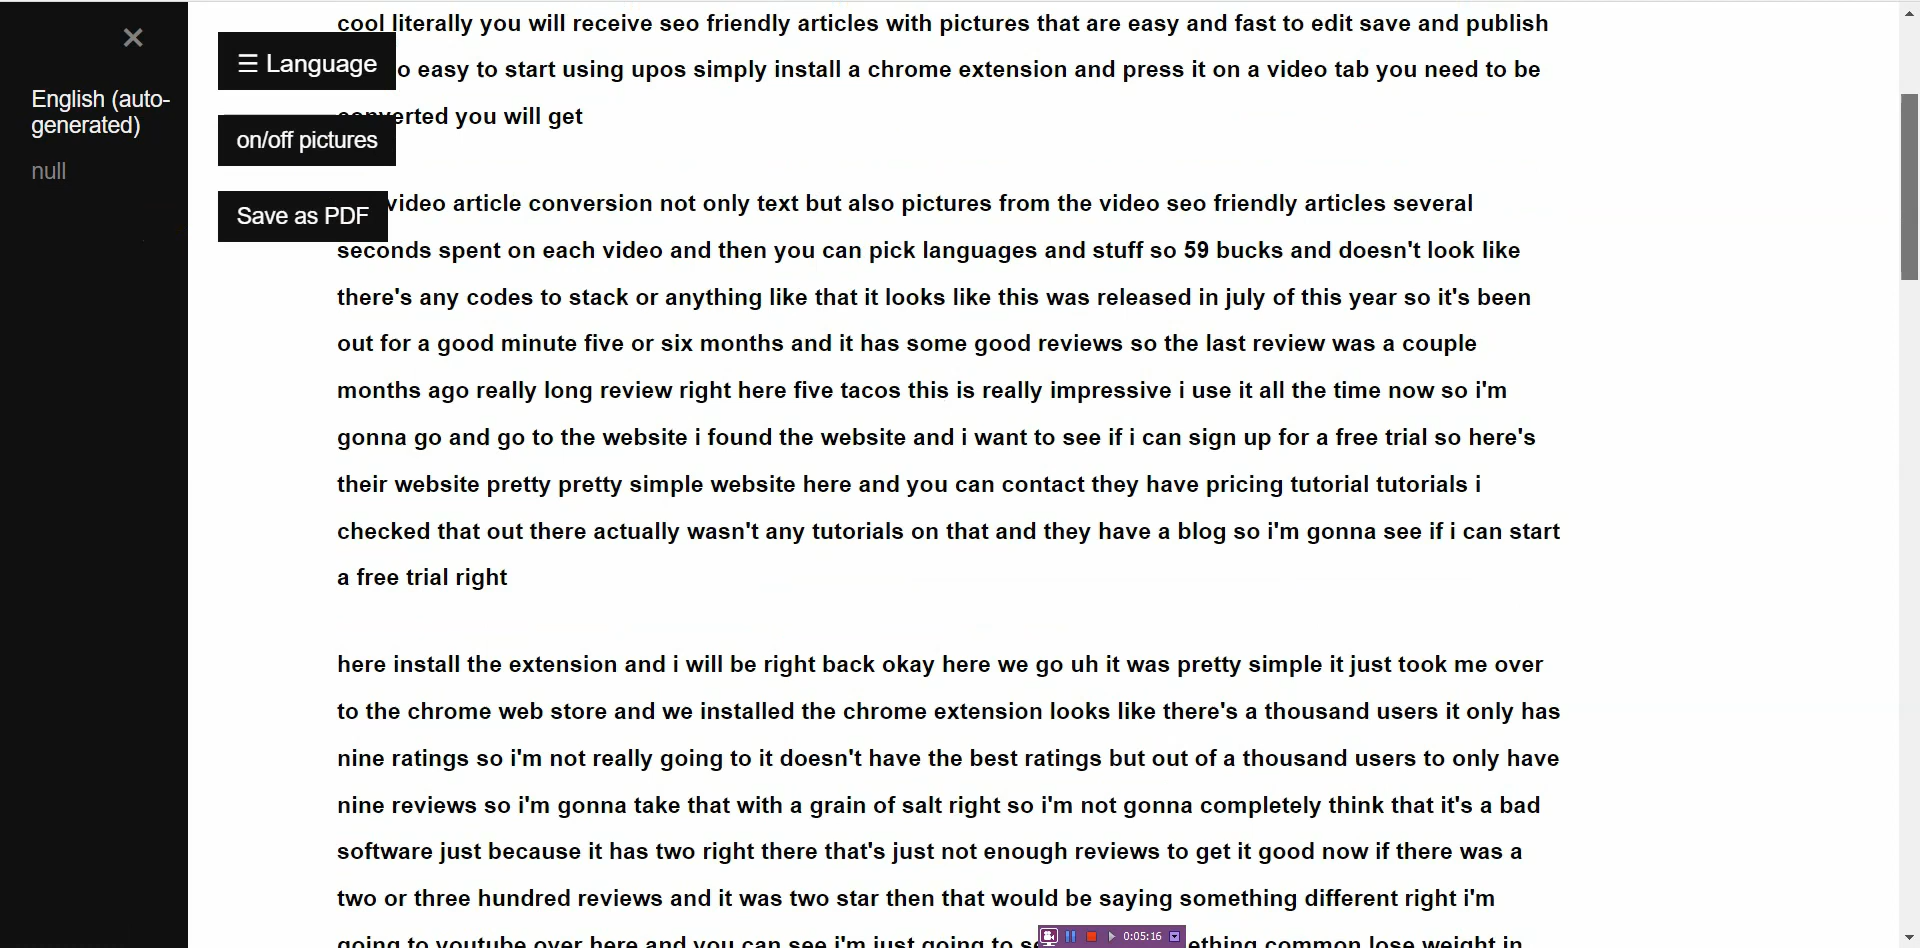 English (auto-
generated)
null
☰ Language
on/off pictures
Save as PDF
cool literally you will receive seo friendly articles with pictures that are easy and fast to edit save and publish
o easy to start using upos simply install a chrome extension and press it on a video tab you need to be
converted you will get
video article conversion not only text but also pictures from the video seo friendly articles several
seconds spent on each video and then you can pick languages and stuff so 59 bucks and doesn't look like
there's any codes to stack or anything like that it looks like this was released in july of this year so it's been
out for a good minute five or six months and it has some good reviews so the last review was a couple
months ago really long review right here five tacos this is really impressive i use it all the time now so i'm
gonna go and go to the website i found the website and i want to see if i can sign up for a free trial so here's
their website pretty pretty simple website here and you can contact they have pricing tutorial tutorials i
checked that out there actually wasn't any tutorials on that and they have a blog so i'm gonna see if i can start
a free trial right
here install the extension and i will be right back okay here we go uh it was pretty simple it just took me over
to the chrome web store and we installed the chrome extension looks like there's a thousand users it only has
nine ratings so i'm not really going to it doesn't have the best ratings but out of a thousand users to only have
nine reviews so i'm gonna take that with a grain of salt right so i'm not gonna completely think that it's a bad
software just because it has two right there that's just not enough reviews to get it good now if there was a
two or three hundred reviews and it was two star then that would be saying something different right i'm
going to youtube over here and you can see i'm just going to se ething common lose weight in
0:05:16